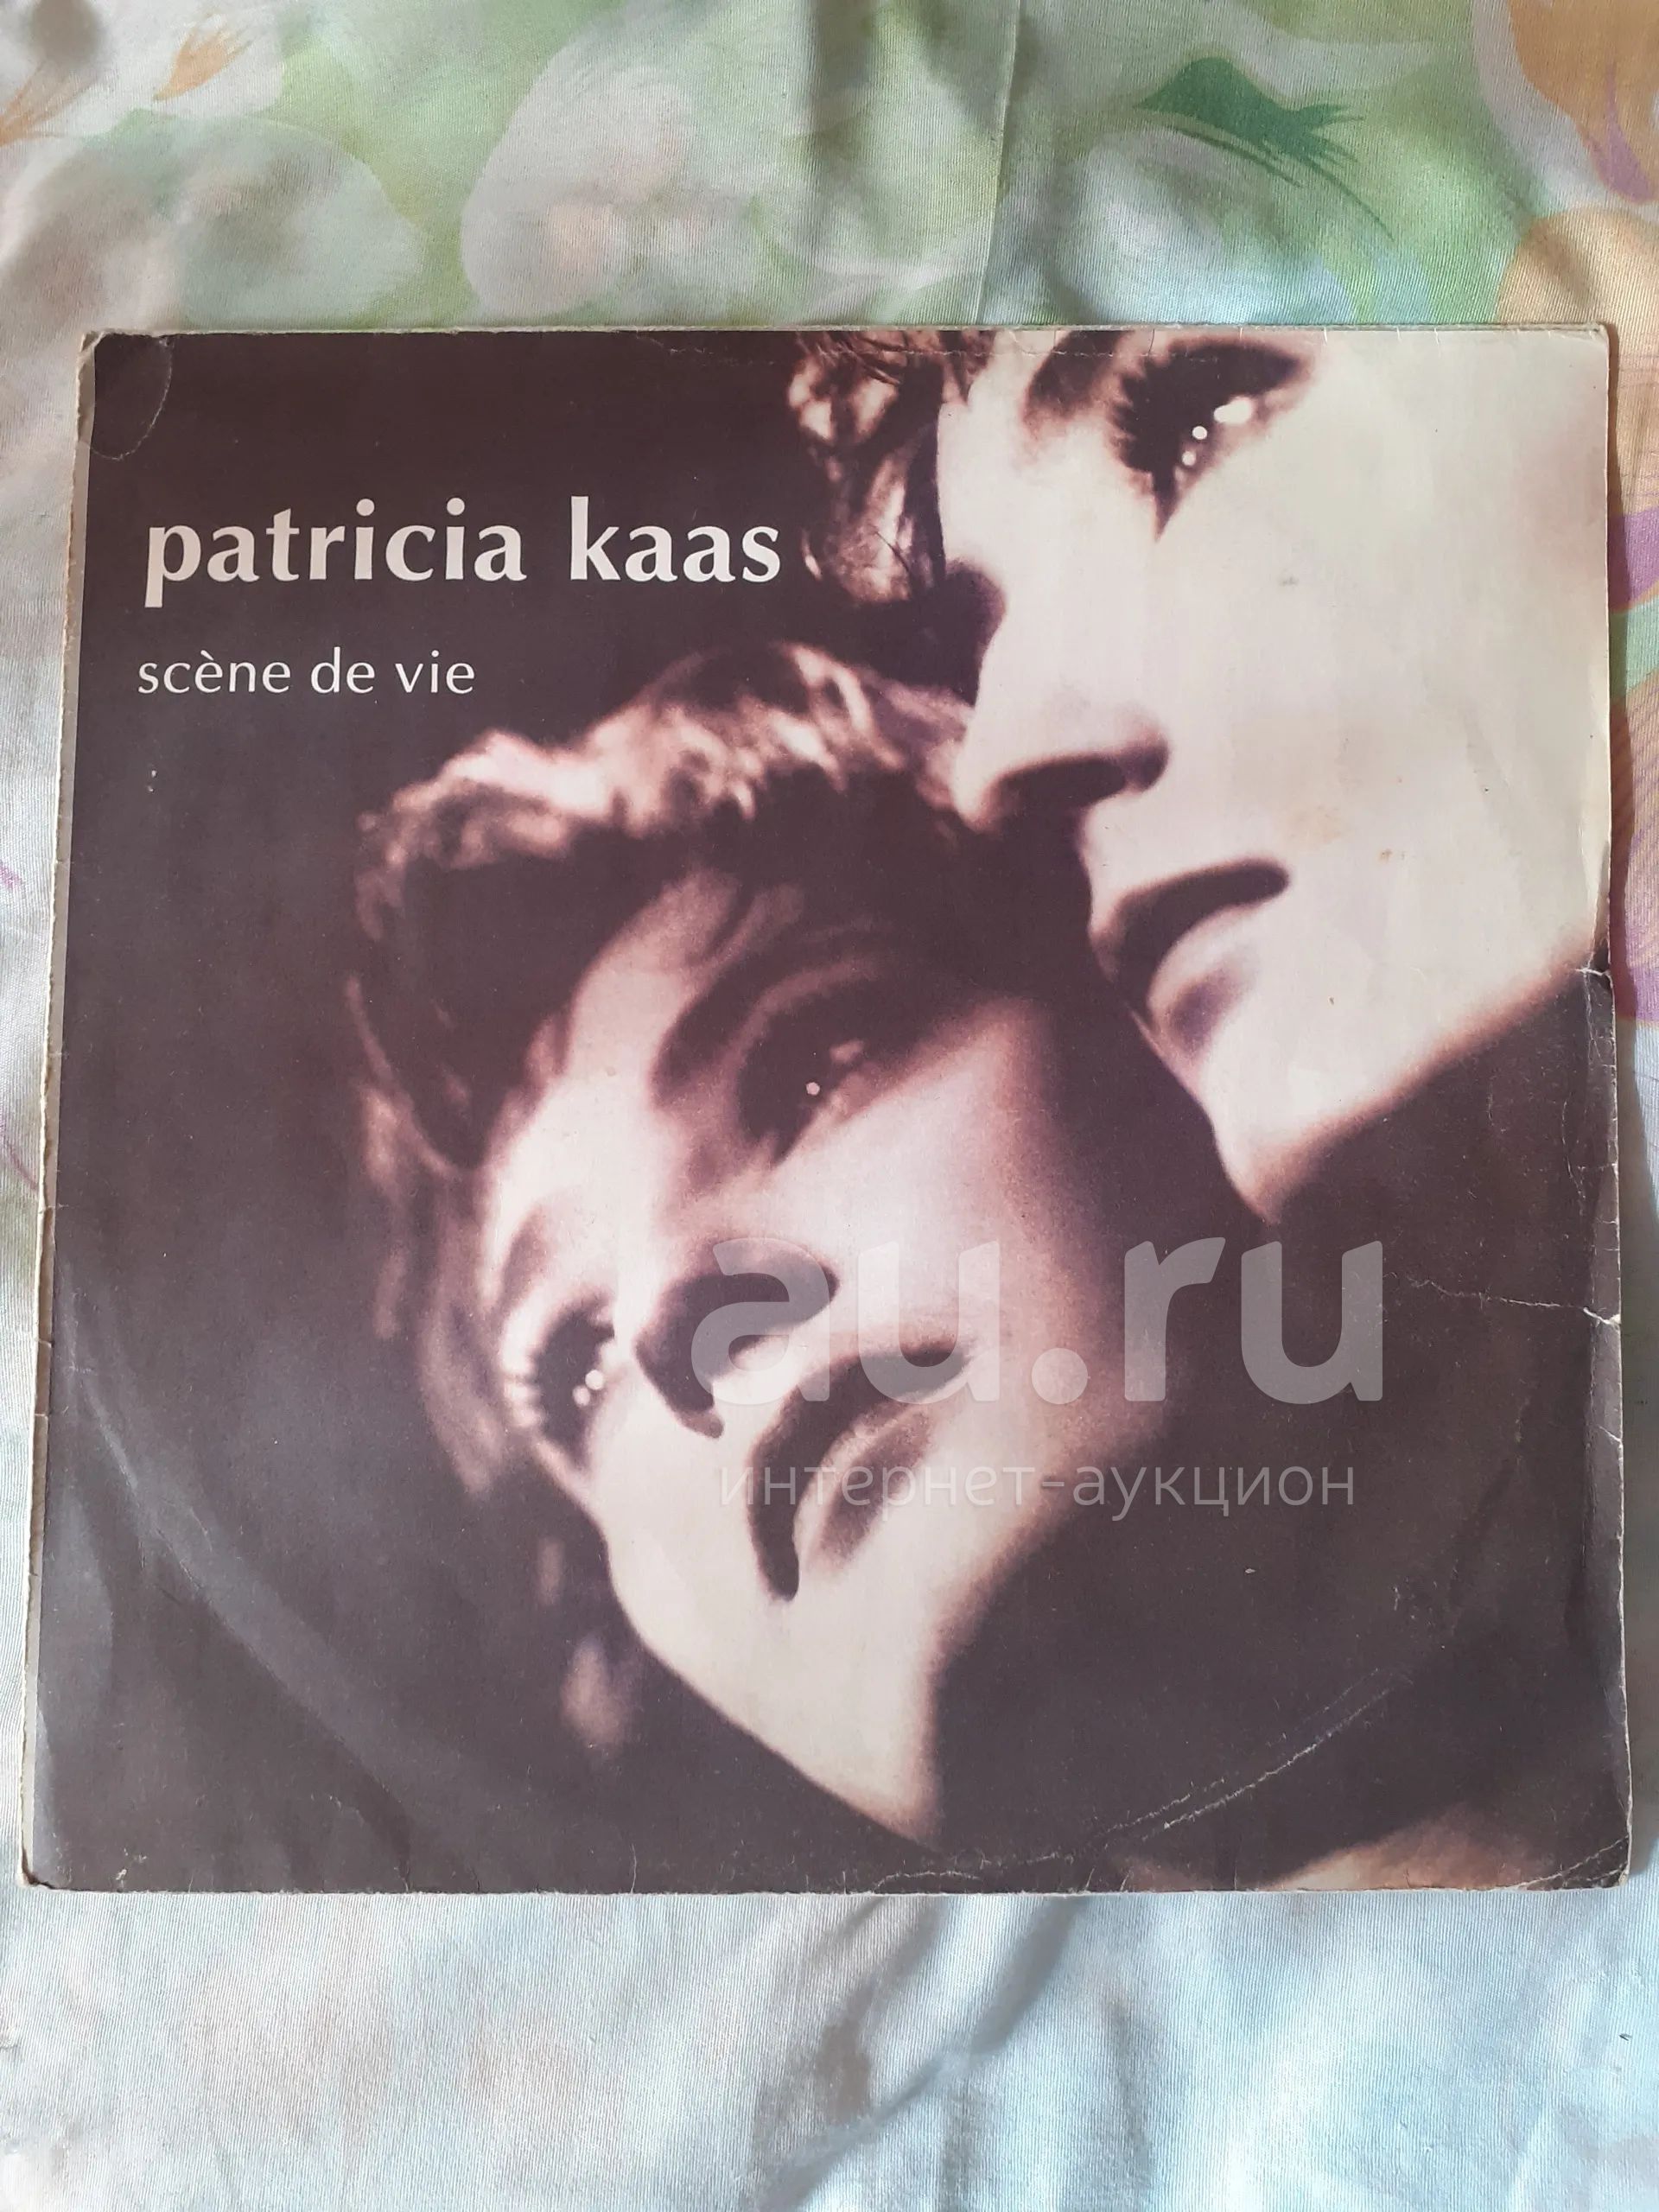 patricia kaas
scène de vie
au.ru
интернет-аукцион